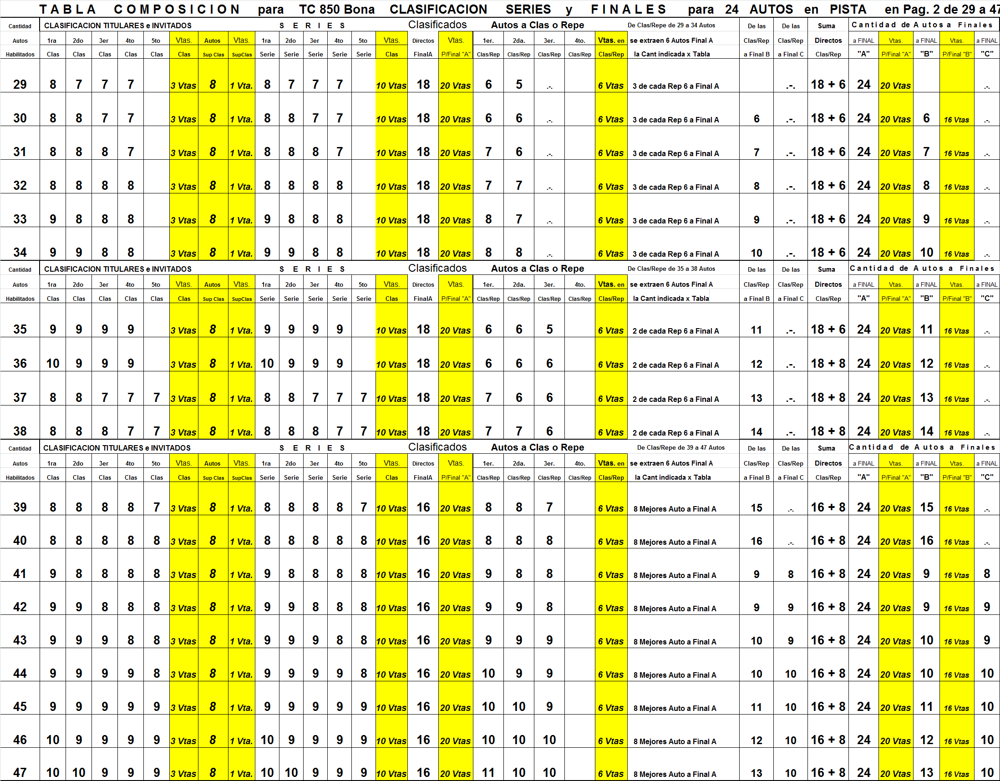 TABLA COMPOSICION para TC 850 Bona CLASIFICACION SERIES y FINALES para 24 AUTOS en PISTA en Pag. 2 de 29 a 47
Cantidad CLASIFICACION TITULARES e INVITADOS SERIES Clasificados Autos a Clas o Repe De Clas/Repe de 29 a 34 Autos De las De las Suma Cantidad de Autos a Finales
Autos 1ra 2do 3er 4to 5to Vtas. Autos Vtas. 1ra 2do 3er 4to 5to Vtas. Directos Vtas. 1er. 2da. 3er. 4to. Vtas. en se extraen 6 Autos Final A Clas/Rep Clas/Rep Directos a FINAL Vtas. a FINAL Vtas. a FINAL
Habilitados Clas Clas Clas Clas Clas Clas Sup Clas SupClas Serie Serie Serie Serie Serie Clas FinalA P/Final "A" Clas/Rep Clas/Rep Clas/Rep Clas/Rep Clas/Rep la Cant indicada x Tabla a Final B a Final C Clas/Rep "A" P/Final "A" "B" P/Final "B" "C"
29 8 7 7 7 3 Vtas 8 1 Vta. 8 7 7 7 10 Vtas 18 20 Vtas 6 5 .-. 6 Vtas 3 de cada Rep 6 a Final A .-. 18 + 6 24 20 Vtas .-.
30 8 8 7 7 3 Vtas 8 1 Vta. 8 8 7 7 10 Vtas 18 20 Vtas 6 6 .-. 6 Vtas 3 de cada Rep 6 a Final A 6 .-. 18 + 6 24 20 Vtas 6 16 Vtas .-.
31 8 8 8 7 3 Vtas 8 1 Vta. 8 8 8 7 10 Vtas 18 20 Vtas 7 6 .-. 6 Vtas 3 de cada Rep 6 a Final A 7 .-. 18 + 6 24 20 Vtas 7 16 Vtas .-.
32 8 8 8 8 3 Vtas 8 1 Vta. 8 8 8 8 10 Vtas 18 20 Vtas 7 7 .-. 6 Vtas 3 de cada Rep 6 a Final A 8 .-. 18 + 6 24 20 Vtas 8 16 Vtas .-.
33 9 8 8 8 3 Vtas 8 1 Vta. 9 8 8 8 10 Vtas 18 20 Vtas 8 7 .-. 6 Vtas 3 de cada Rep 6 a Final A 9 .-. 18 + 6 24 20 Vtas 9 16 Vtas .-.
34 9 9 8 8 3 Vtas 8 1 Vta. 9 9 8 8 10 Vtas 18 20 Vtas 8 8 .-. 6 Vtas 3 de cada Rep 6 a Final A 10 .-. 18 + 6 24 20 Vtas 10 16 Vtas .-.
Cantidad CLASIFICACION TITULARES e INVITADOS SERIES Clasificados Autos a Clas o Repe De Clas/Repe de 35 a 38 Autos De las De las Suma Cantidad de Autos a Finales
Autos 1ra 2do 3er 4to 5to Vtas. Autos Vtas. 1ra 2do 3er 4to 5to Vtas. Directos Vtas. 1er. 2da. 3er. 4to. Vtas. en se extraen 6 Autos Final A Clas/Rep Clas/Rep Directos a FINAL Vtas. a FINAL Vtas. a FINAL
Habilitados Clas Clas Clas Clas Clas Clas Sup Clas SupClas Serie Serie Serie Serie Serie Clas FinalA P/Final "A" Clas/Rep Clas/Rep Clas/Rep Clas/Rep Clas/Rep la Cant indicada x Tabla a Final B a Final C Clas/Rep "A" P/Final "A" "B" P/Final "B" "C"
35 9 9 9 9 3 Vtas 8 1 Vta. 9 9 9 9 10 Vtas 18 20 Vtas 6 6 5 6 Vtas 2 de cada Rep 6 a Final A 11 .-. 18 + 6 24 20 Vtas 11 16 Vtas .-.
36 10 9 9 9 3 Vtas 8 1 Vta. 10 9 9 9 10 Vtas 18 20 Vtas 6 6 6 6 Vtas 2 de cada Rep 6 a Final A 12 .-. 18 + 8 24 20 Vtas 12 16 Vtas .-.
37 8 8 7 7 7 3 Vtas 8 1 Vta. 8 8 7 7 7 10 Vtas 18 20 Vtas 7 6 6 6 Vtas 2 de cada Rep 6 a Final A 13 .-. 18 + 8 24 20 Vtas 13 16 Vtas .-.
38 8 8 8 7 7 3 Vtas 8 1 Vta. 8 8 8 7 7 10 Vtas 18 20 Vtas 7 7 6 6 Vtas 2 de cada Rep 6 a Final A 14 .-. 18 + 8 24 20 Vtas 14 16 Vtas .-.
Cantidad CLASIFICACION TITULARES e INVITADOS SERIES Clasificados Autos a Clas o Repe De Clas/Repe de 39 a 47 Autos De las De las Suma Cantidad de Autos a Finales
Autos 1ra 2do 3er 4to 5to Vtas. Autos Vtas. 1ra 2do 3er 4to 5to Vtas. Directos Vtas. 1er. 2da. 3er. 4to. Vtas. en se extraen 6 Autos Final A Clas/Rep Clas/Rep Directos a FINAL Vtas. a FINAL Vtas. a FINAL
Habilitados Clas Clas Clas Clas Clas Clas Sup Clas SupClas Serie Serie Serie Serie Serie Clas FinalA P/Final "A" Clas/Rep Clas/Rep Clas/Rep Clas/Rep Clas/Rep la Cant indicada x Tabla a Final B a Final C Clas/Rep "A" P/Final "A" "B" P/Final "B" "C"
39 8 8 8 8 7 3 Vtas 8 1 Vta. 8 8 8 8 7 10 Vtas 16 20 Vtas 8 8 7 6 Vtas 8 Mejores Auto a Final A 15 .-. 16 + 8 24 20 Vtas 15 16 Vtas .-.
40 8 8 8 8 8 3 Vtas 8 1 Vta. 8 8 8 8 8 10 Vtas 16 20 Vtas 8 8 8 6 Vtas 8 Mejores Auto a Final A 16 .-. 16 + 8 24 20 Vtas 16 16 Vtas .-.
41 9 8 8 8 8 3 Vtas 8 1 Vta. 9 8 8 8 8 10 Vtas 16 20 Vtas 9 8 8 6 Vtas 8 Mejores Auto a Final A 9 8 16 + 8 24 20 Vtas 9 16 Vtas 8
42 9 9 8 8 8 3 Vtas 8 1 Vta. 9 9 8 8 8 10 Vtas 16 20 Vtas 9 9 8 6 Vtas 8 Mejores Auto a Final A 9 9 16 + 8 24 20 Vtas 9 16 Vtas 9
43 9 9 9 8 8 3 Vtas 8 1 Vta. 9 9 9 8 8 10 Vtas 16 20 Vtas 9 9 9 6 Vtas 8 Mejores Auto a Final A 10 9 16 + 8 24 20 Vtas 10 16 Vtas 9
44 9 9 9 9 8 3 Vtas 8 1 Vta. 9 9 9 9 8 10 Vtas 16 20 Vtas 10 9 9 6 Vtas 8 Mejores Auto a Final A 10 10 16 + 8 24 20 Vtas 10 16 Vtas 10
45 9 9 9 9 9 3 Vtas 8 1 Vta. 9 9 9 9 9 10 Vtas 16 20 Vtas 10 10 9 6 Vtas 8 Mejores Auto a Final A 11 10 16 + 8 24 20 Vtas 11 16 Vtas 10
46 10 9 9 9 9 3 Vtas 8 1 Vta. 10 9 9 9 9 10 Vtas 16 20 Vtas 10 10 10 6 Vtas 8 Mejores Auto a Final A 12 10 16 + 8 24 20 Vtas 12 16 Vtas 10
47 10 10 9 9 9 3 Vtas 8 1 Vta. 10 10 9 9 9 10 Vtas 16 20 Vtas 11 10 10 6 Vtas 8 Mejores Auto a Final A 13 10 16 + 8 24 20 Vtas 13 16 Vtas 10